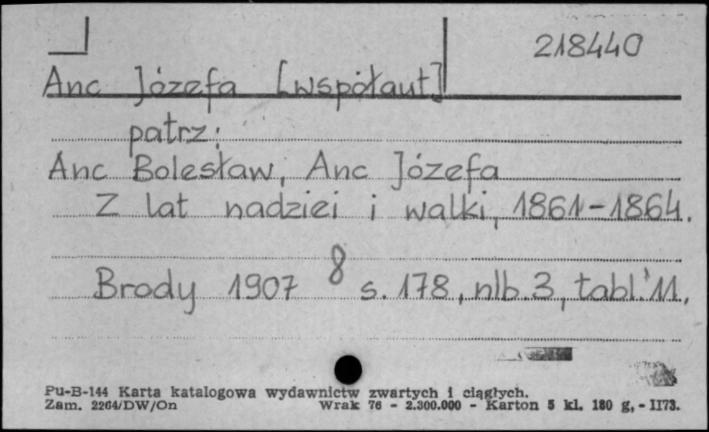 218440
Anc Józefa [współaut]
patrz:
Anc Bolesław, Anc Józefa
Z lat nadziei i walki, 1861-1864.
Brody 1907 8 s. 178, nlb. 3, tabl. 11.
Pu-B-144 Karta katalogowa wydawnictw zwartych i ciągłych.
Zam. 2264/DW/On Wrak 76 - 2.300.000 - Karton 5 kl. 180 g, - II73.